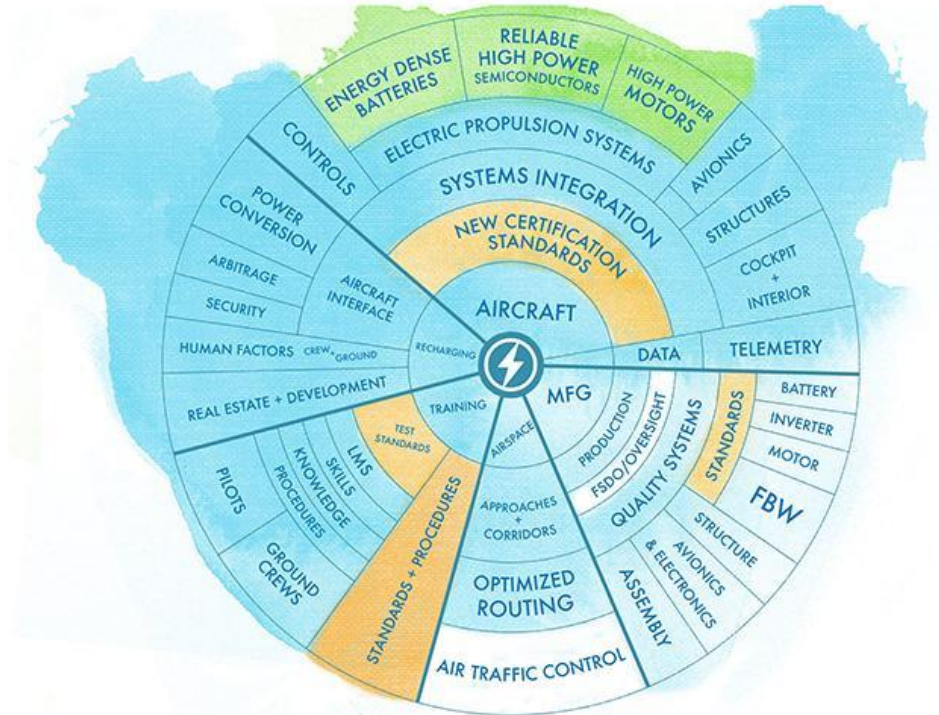 ENERGY DENSE
BATTERIES
RELIABLE
HIGH POWER
SEMICONDUCTORS
HIGH POWER
MOTORS
CONTROLS
ELECTRIC PROPULSION SYSTEMS
AVIONICS
SYSTEMS INTEGRATION
STRUCTURES
NEW CERTIFICATION
STANDARDS
COCKPIT
+
INTERIOR
AIRCRAFT
POWER
CONVERSION
ARBITRAGE
SECURITY
AIRCRAFT
INTERFACE
HUMAN FACTORS CREW + GROUND
RECHARGING
REAL ESTATE + DEVELOPMENT
DATA
TELEMETRY
TRAINING
TEST
STANDARDS
LMS
SKILLS
KNOWLEDGE
PROCEDURES
PILOTS
GROUND
CREWS
STANDARDS + PROCEDURES
AIRSPACE
APPROACHES
+
CORRIDORS
OPTIMIZED
ROUTING
AIR TRAFFIC CONTROL
MFG
PRODUCTION
FSDO/OVERSIGHT
QUALITY SYSTEMS
STANDARDS
BATTERY
INVERTER
MOTOR
FBW
STRUCTURE
AVIONICS
& ELECTRONICS
ASSEMBLY